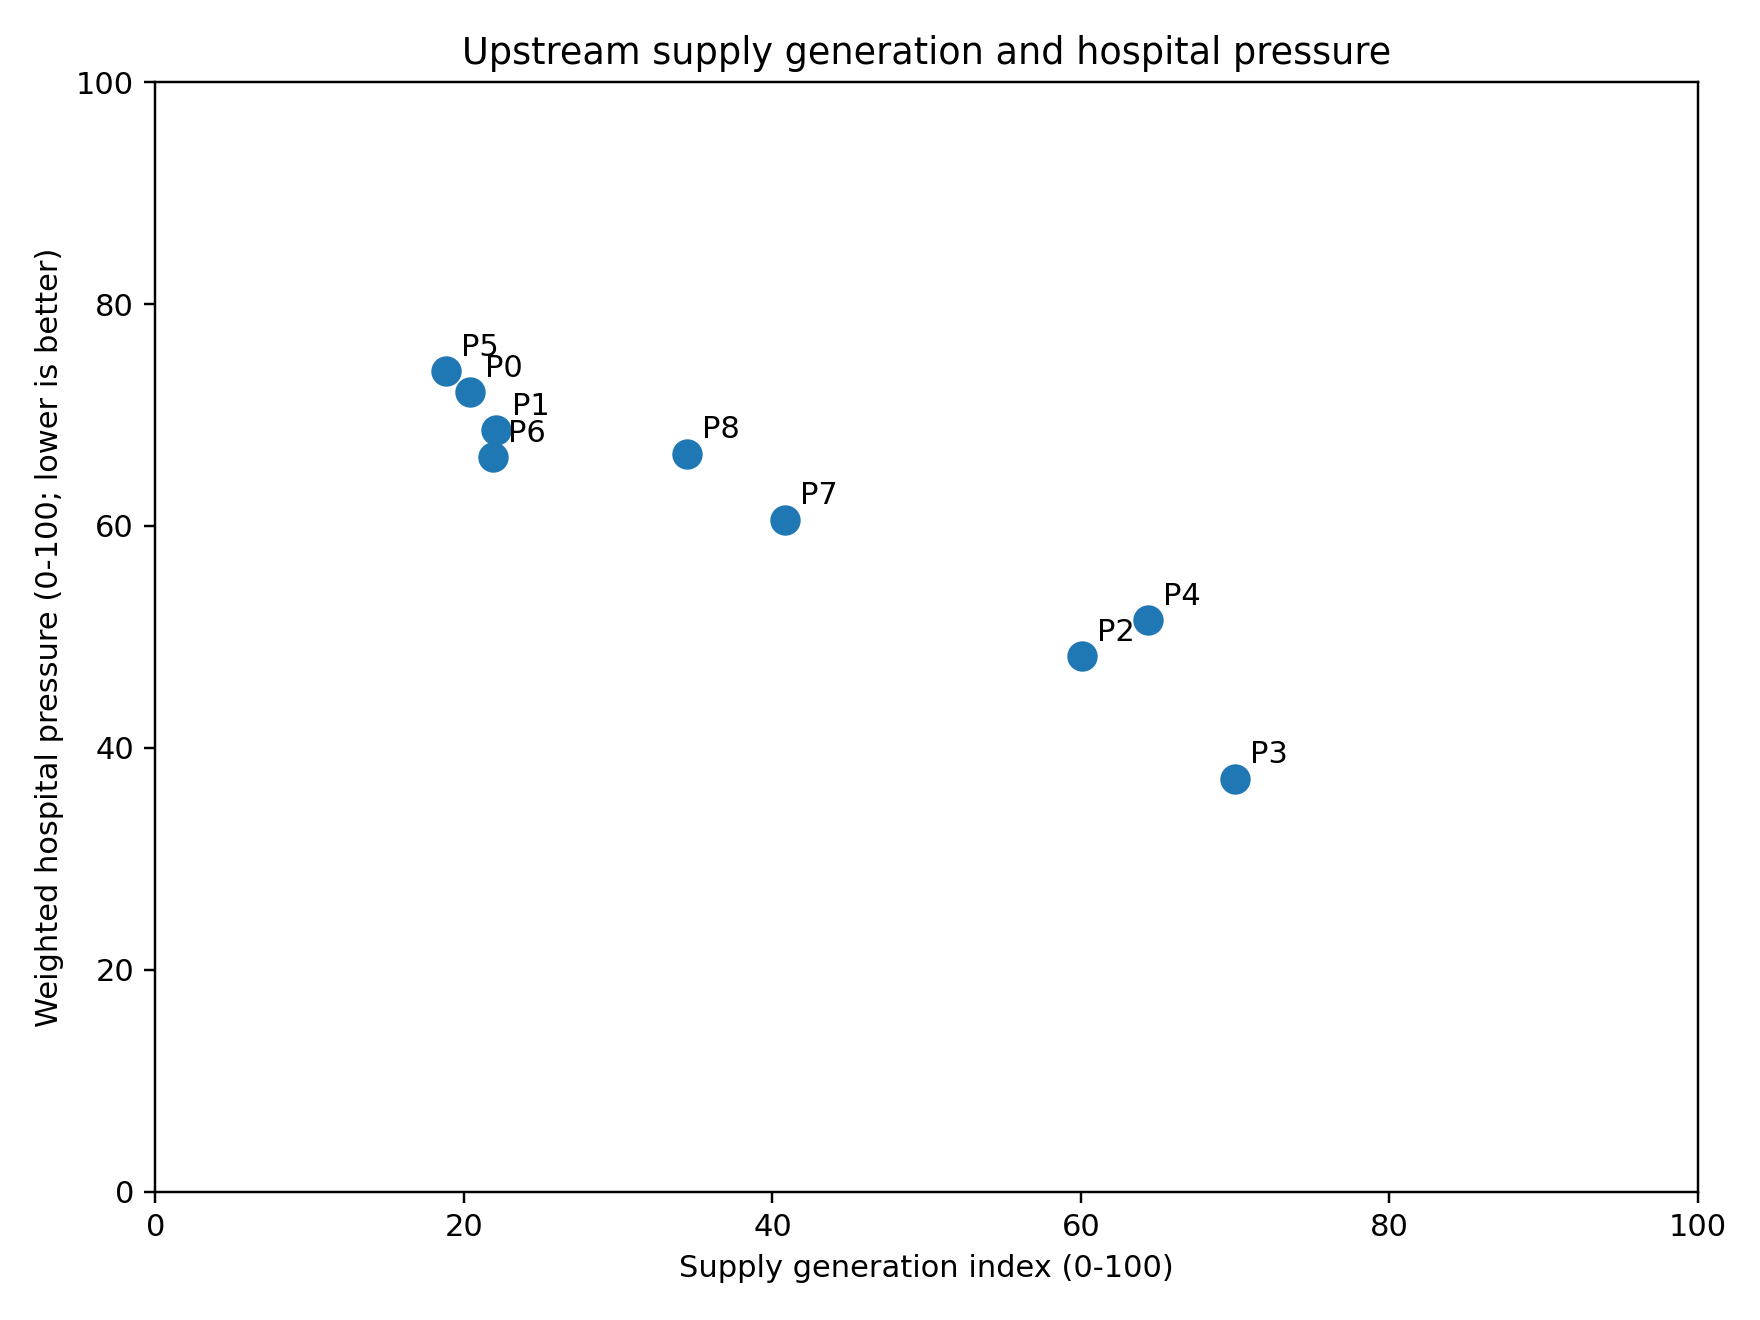 Upstream supply generation and hospital pressure
100
80
60
40
20
0
Weighted hospital pressure (0-100; lower is better)
P5
P0
P1
P6
P8
P7
P4
P2
P3
0 20 40 60 80 100
Supply generation index (0-100)